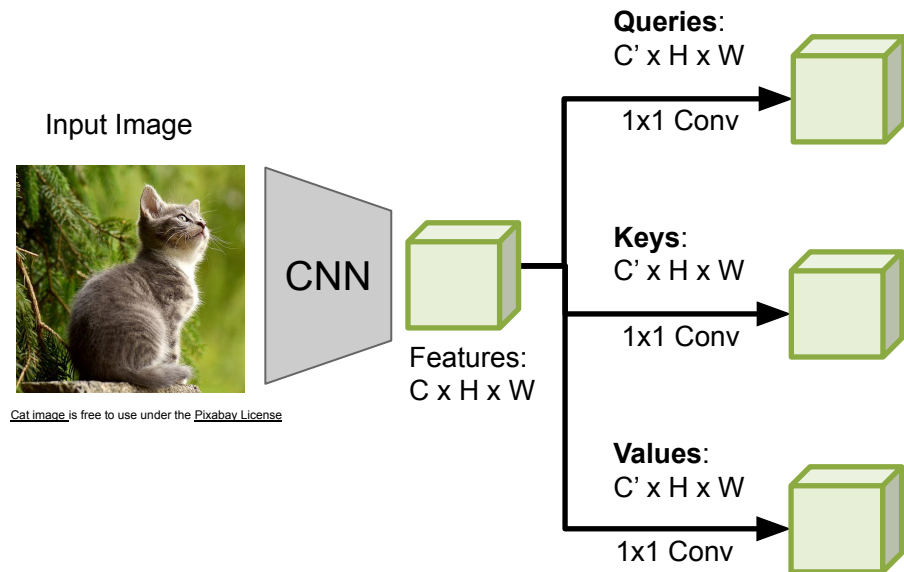 Input Image
Cat image is free to use under the Pixabay License
CNN
Features:
C x H x W
Queries:
C’ x H x W
1x1 Conv
Keys:
C’ x H x W
1x1 Conv
Values:
C’ x H x W
1x1 Conv